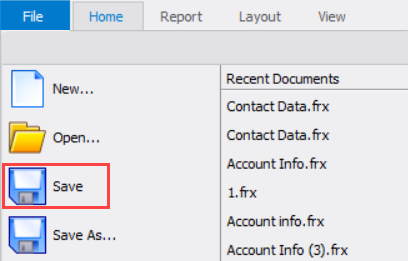 File Home Report Layout View
New...
Open...
Save
Save As...
Recent Documents
Contact Data.frx
Contact Data.frx
Account Info.frx
1.frx
Account info.frx
Account Info (3).frx